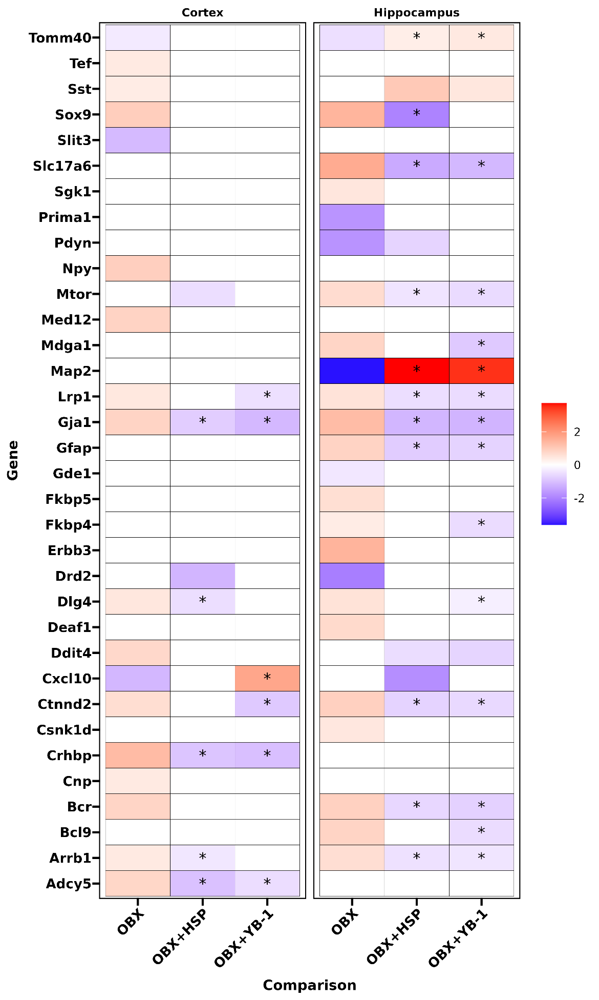 Cortex Hippocampus
Tomm40 * *
Tef
Sst
Sox9 *
Slit3
Slc17a6 * *
Sgk1
Prima1
Pdyn
Npy
Mtor * *
Med12
Mdga1 *
Map2 * *
Lrp1 * * *
Gja1 * * * *
Gfap * *
Gde1
Fkbp5
Fkbp4 *
Erbb3
Drd2
Dlg4 * *
Deaf1
Ddit4
Cxcl10 *
Ctnnd2 * * *
Csnk1d
Crhbp * *
Cnp
Bcr * *
Bcl9 *
Arrb1 * * *
Adcy5 * *
Gene
OBX OBX+HSP OBX+YB-1 OBX OBX+HSP OBX+YB-1
Comparison
2
0
-2